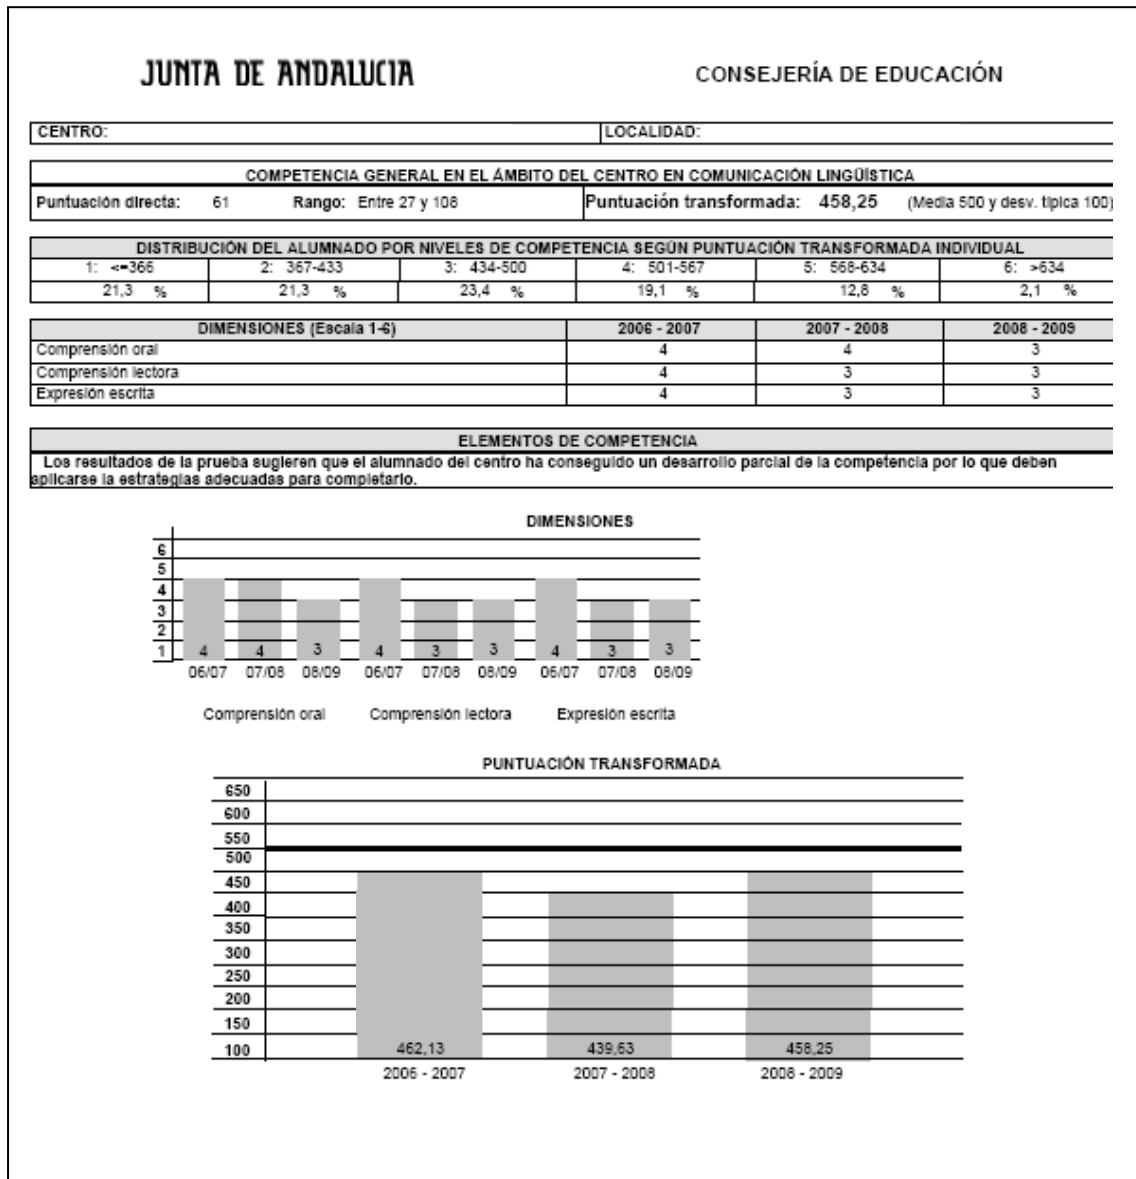 JUNTA DE ANDALUCIA CONSEJERÍA DE EDUCACIÓN
CENTRO: LOCALIDAD:
COMPETENCIA GENERAL EN EL ÁMBITO DEL CENTRO EN COMUNICACIÓN LINGÜÍSTICA
Puntuación directa: 61 Rango: Entre 27 y 108 Puntuación transformada: 458,25 (Media 500 y desv. típica 100)
DISTRIBUCIÓN DEL ALUMNADO POR NIVELES DE COMPETENCIA SEGÚN PUNTUACIÓN TRANSFORMADA INDIVIDUAL
1: <=366 2: 367-433 3: 434-500 4: 501-567 5: 568-634 6: >634
21,3 % 21,3 % 23,4 % 19,1 % 12,8 % 2,1 %
DIMENSIONES (Escala 1-6) 2006 - 2007 2007 - 2008 2008 - 2009
Comprensión oral 4 4 3
Comprensión lectora 4 3 3
Expresión escrita 4 3 3
ELEMENTOS DE COMPETENCIA
Los resultados de la prueba sugieren que el alumnado del centro ha conseguido un desarrollo parcial de la competencia por lo que deben
aplicarse la estrategias adecuadas para completarlo.
DIMENSIONES
6
5
4
3
2
1 4 4 3 4 3 3 4 3 3
06/07 07/08 08/09 06/07 07/08 08/09 06/07 07/08 08/09
Comprensión oral Comprensión lectora Expresión escrita
PUNTUACIÓN TRANSFORMADA
650
600
550
500
450
400
350
300
250
200
150
100 462,13 439,63 458,25
2006 - 2007 2007 - 2008 2008 - 2009